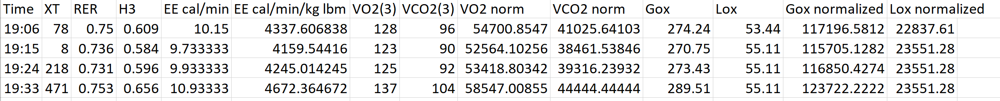 Time XT RER H3 EE cal/min EE cal/min/kg lbm VO2(3) VCO2(3) VO2 norm VCO2 norm Gox Lox Gox normalized Lox normalized
19:06 78 0.75 0.609 10.15 4337.606838 128 96 54700.8547 41025.64103 274.24 53.44 117196.5812 22837.61
19:15 8 0.736 0.584 9.733333 4159.54416 123 90 52564.10256 38461.53846 270.75 55.11 115705.1282 23551.28
19:24 218 0.731 0.596 9.933333 4245.014245 125 92 53418.80342 39316.23932 273.43 55.11 116850.4274 23551.28
19:33 471 0.753 0.656 10.93333 4672.364672 137 104 58547.00855 44444.44444 289.51 55.11 123722.2222 23551.28